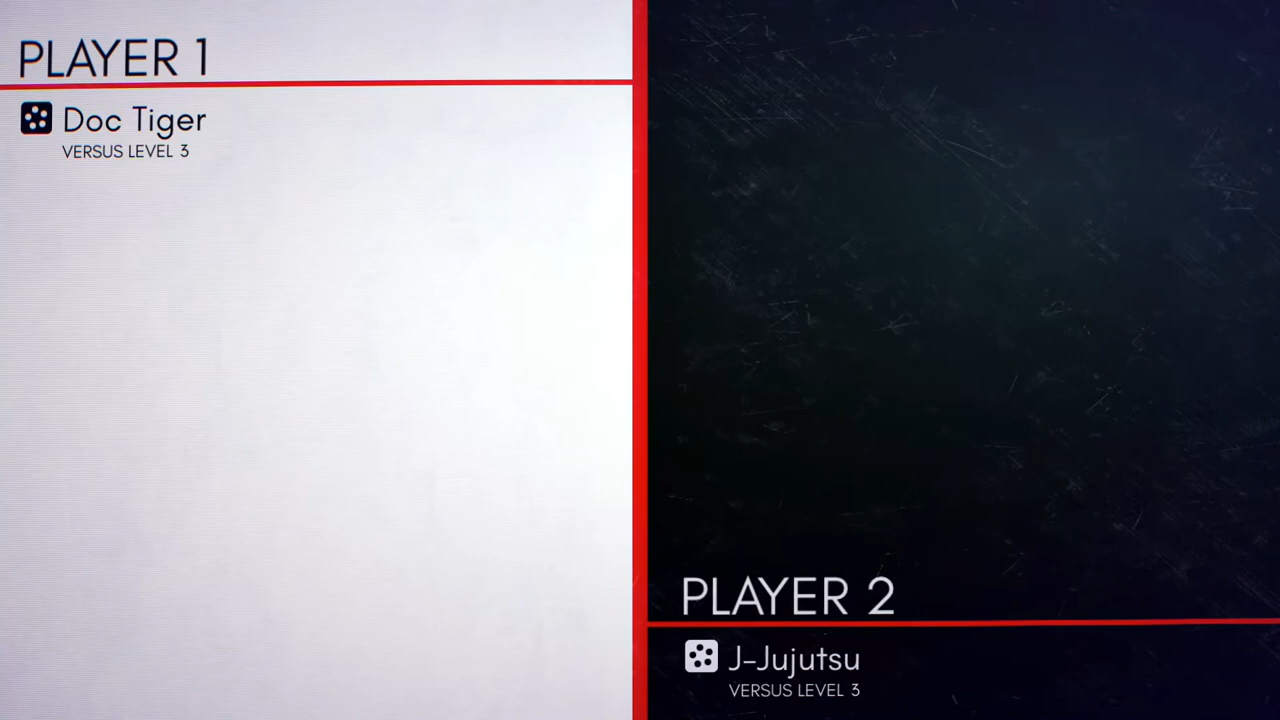 PLAYER 1
Doc Tiger
VERSUS LEVEL 3
PLAYER 2
J-Jujutsu
VERSUS LEVEL 3